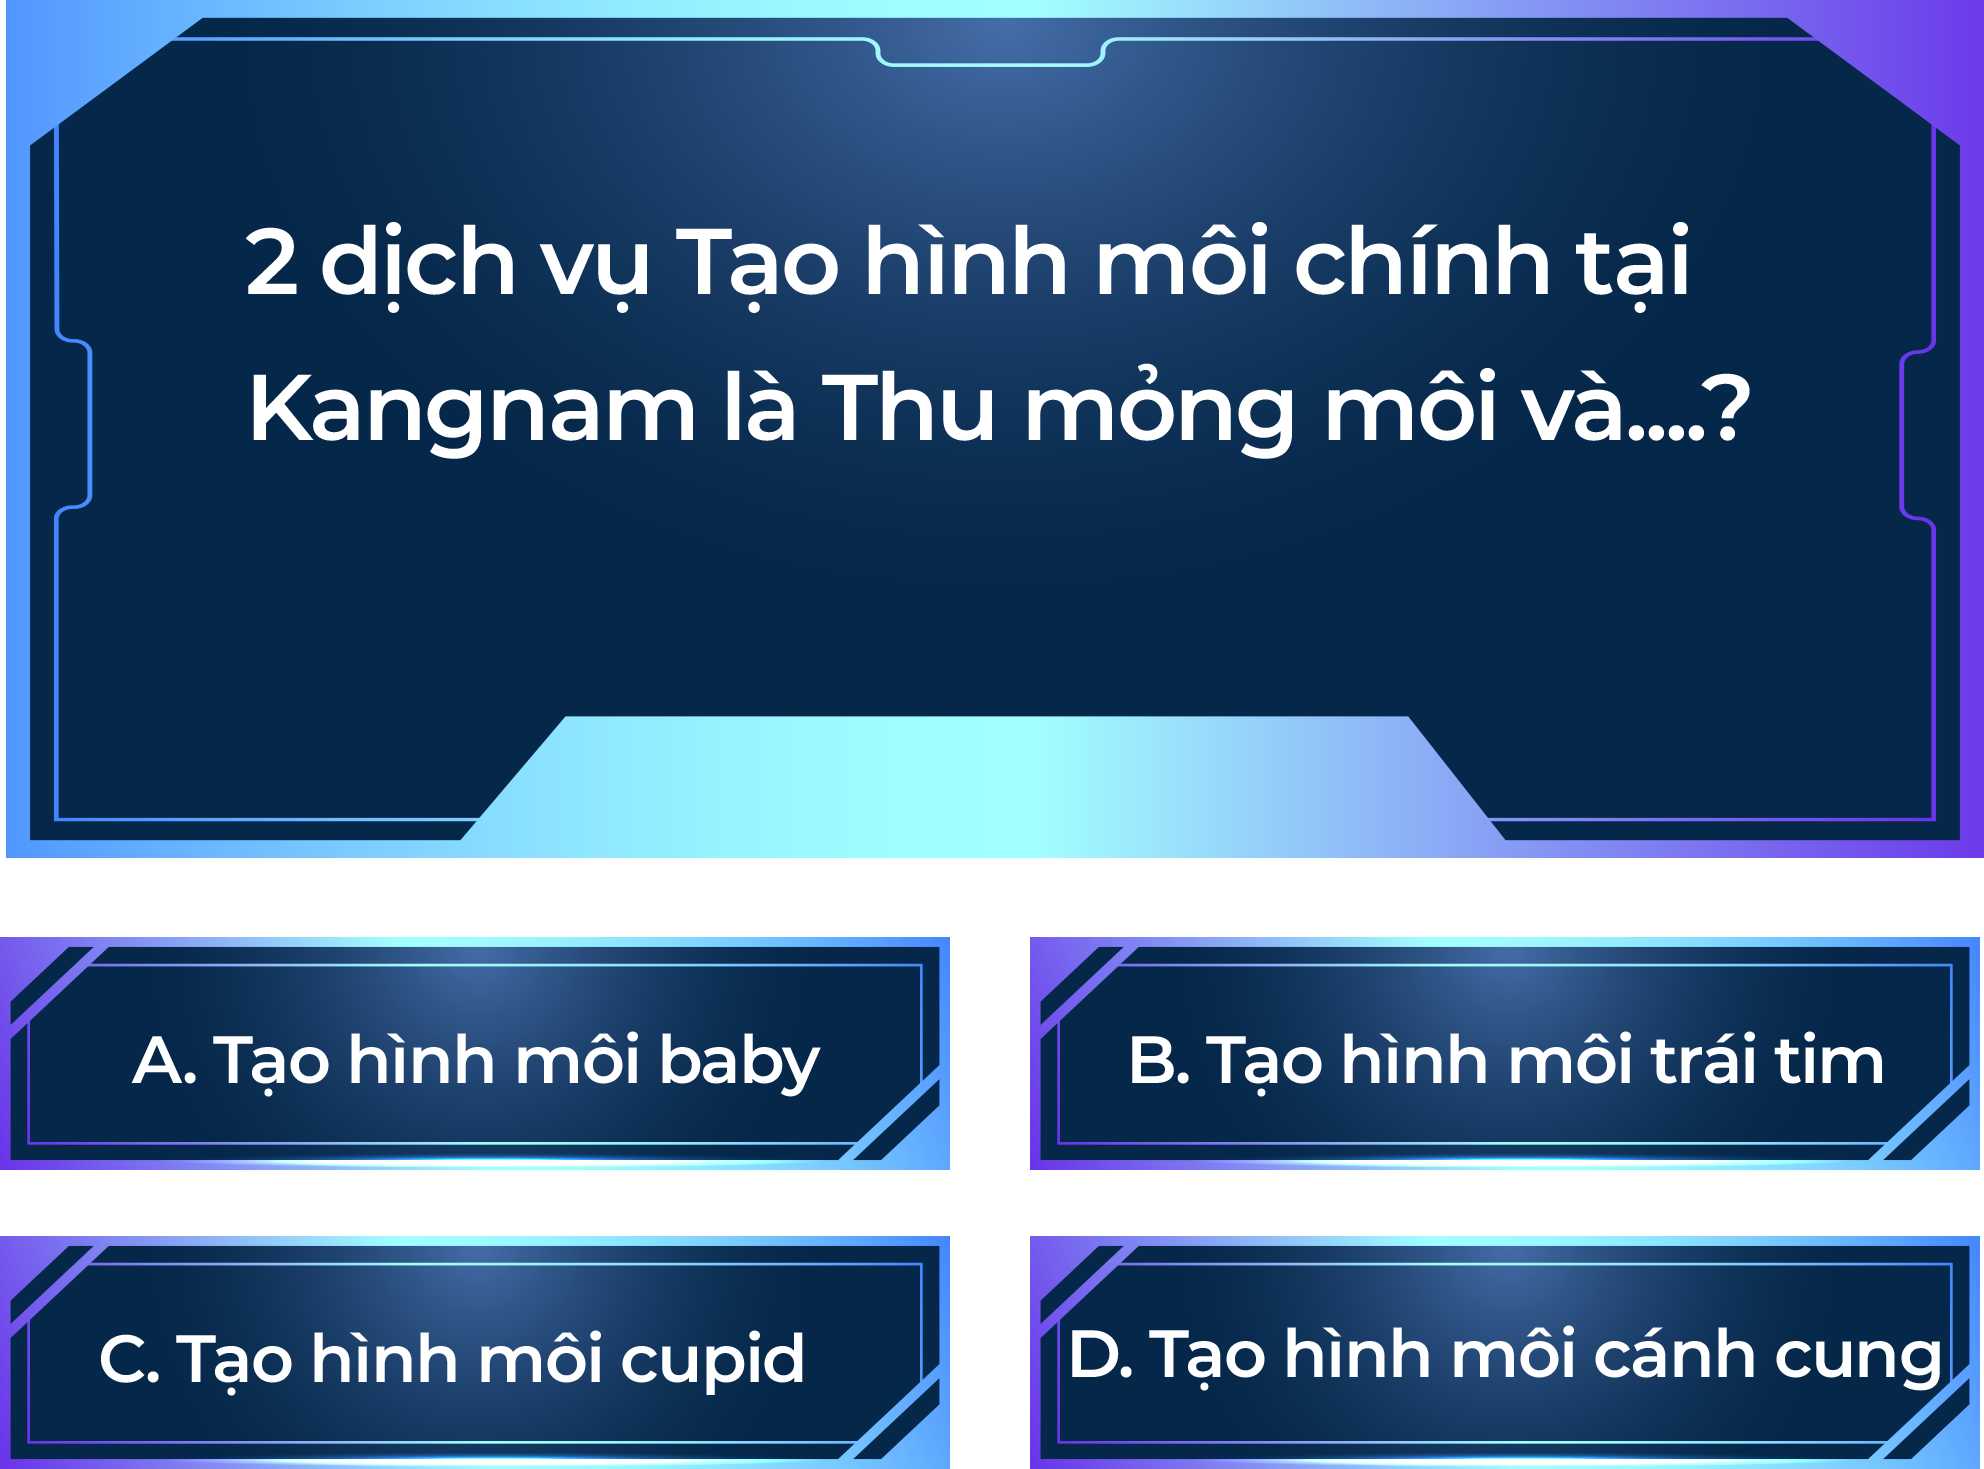 2 dịch vụ Tạo hình môi chính tại
Kangnam là Thu mỏng môi và....?
A. Tạo hình môi baby
B. Tạo hình môi trái tim
C. Tạo hình môi cupid
D. Tạo hình môi cánh cung